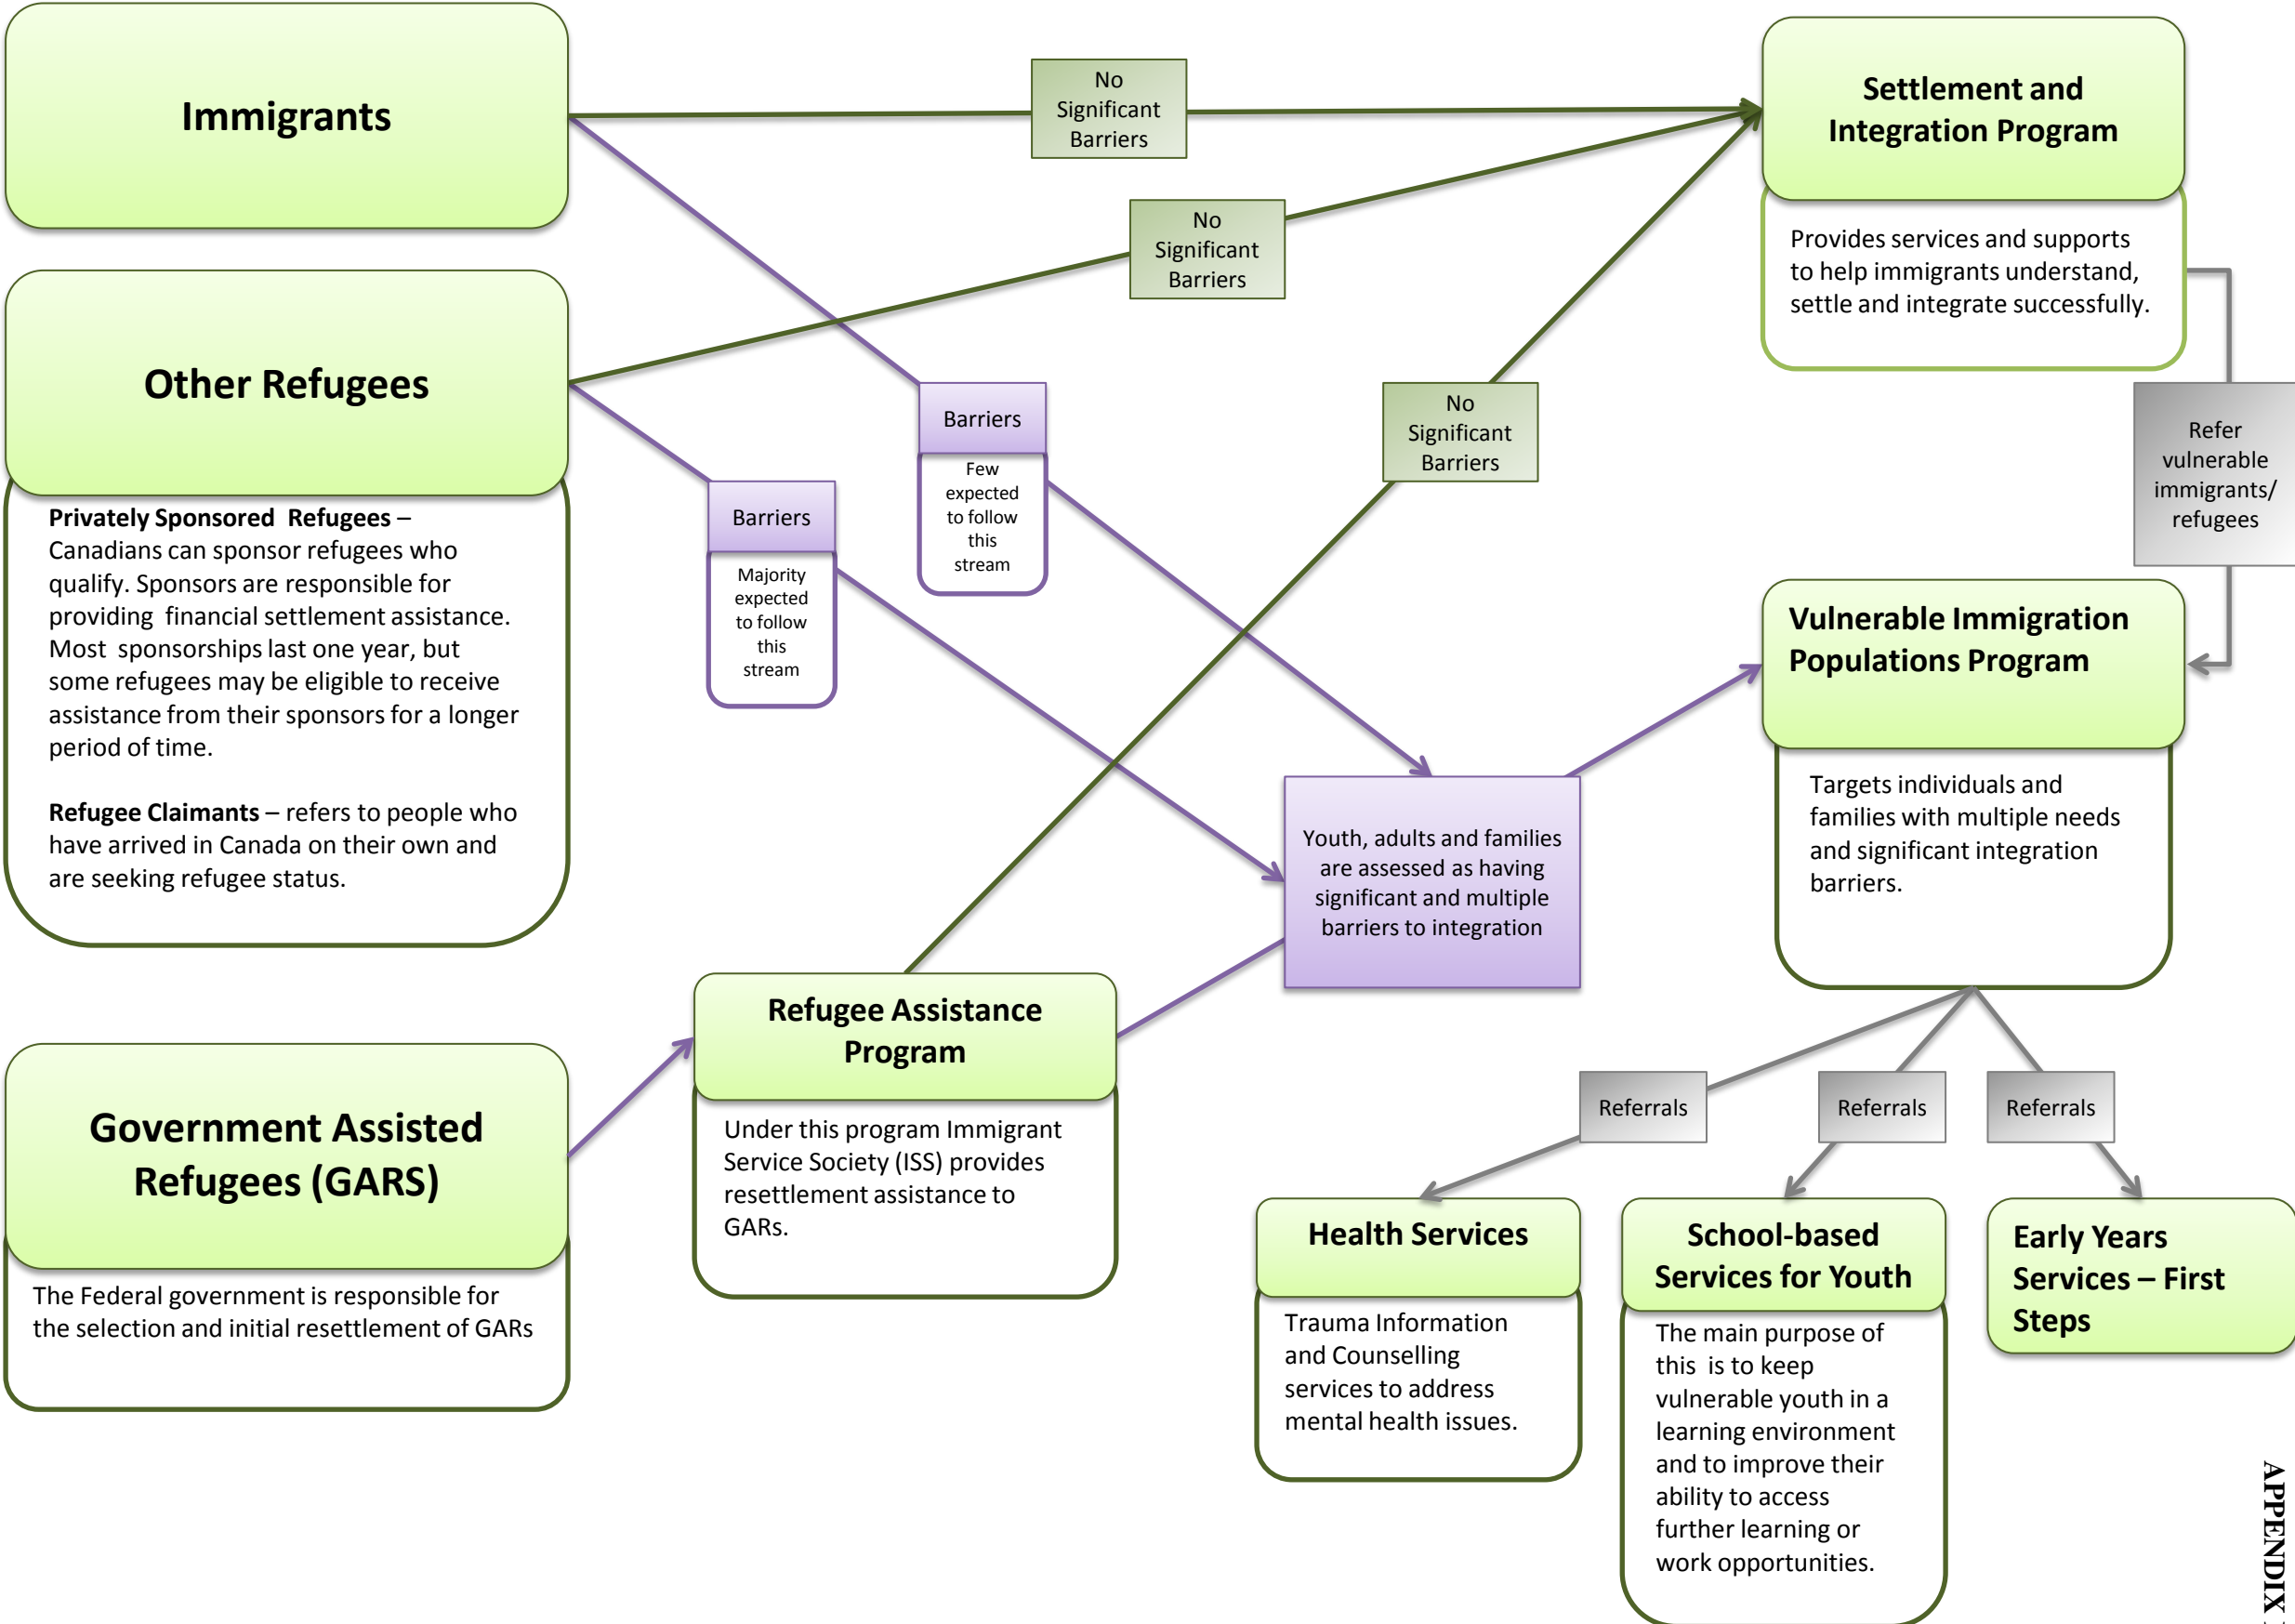 Immigrants
No
Significant
Barriers
Settlement and
Integration Program
Provides services and supports
to help immigrants understand,
settle and integrate successfully.
No
Significant
Barriers
Other Refugees
Privately Sponsored Refugees –
Canadians can sponsor refugees who
qualify. Sponsors are responsible for
providing financial settlement assistance.
Most sponsorships last one year, but
some refugees may be eligible to receive
assistance from their sponsors for a longer
period of time.
Refugee Claimants – refers to people who
have arrived in Canada on their own and
are seeking refugee status.
Barriers
Majority
expected
to follow
this
stream
Barriers
Few
expected
to follow
this
stream
No
Significant
Barriers
Refer
vulnerable
immigrants/
refugees
Vulnerable Immigration
Populations Program
Targets individuals and
families with multiple needs
and significant integration
barriers.
Youth, adults and families
are assessed as having
significant and multiple
barriers to integration
Government Assisted
Refugees (GARS)
The Federal government is responsible for
the selection and initial resettlement of GARs
Refugee Assistance
Program
Under this program Immigrant
Service Society (ISS) provides
resettlement assistance to
GARs.
Referrals
Referrals
Referrals
Health Services
Trauma Information
and Counselling
services to address
mental health issues.
School-based
Services for Youth
The main purpose of
this is to keep
vulnerable youth in a
learning environment
and to improve their
ability to access
further learning or
work opportunities.
Early Years
Services – First
Steps
APPENDIX